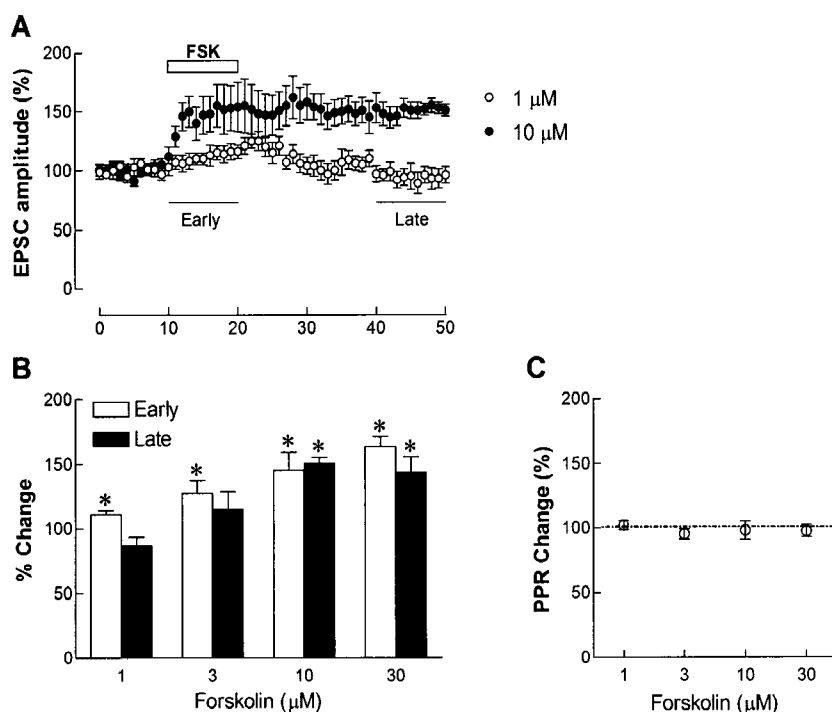 A
EPSC amplitude (%)
200
150
100
50
0
FSK
Early
Late
0 10 20 30 40 50
1 μM
10 μM
B
% Change
200
150
100
50
0
Early
Late
*
*
* *
* *
1 3 10 30
Forskolin (μM)
C
PPR Change (%)
200
150
100
50
0
1 3 10 30
Forskolin (μM)